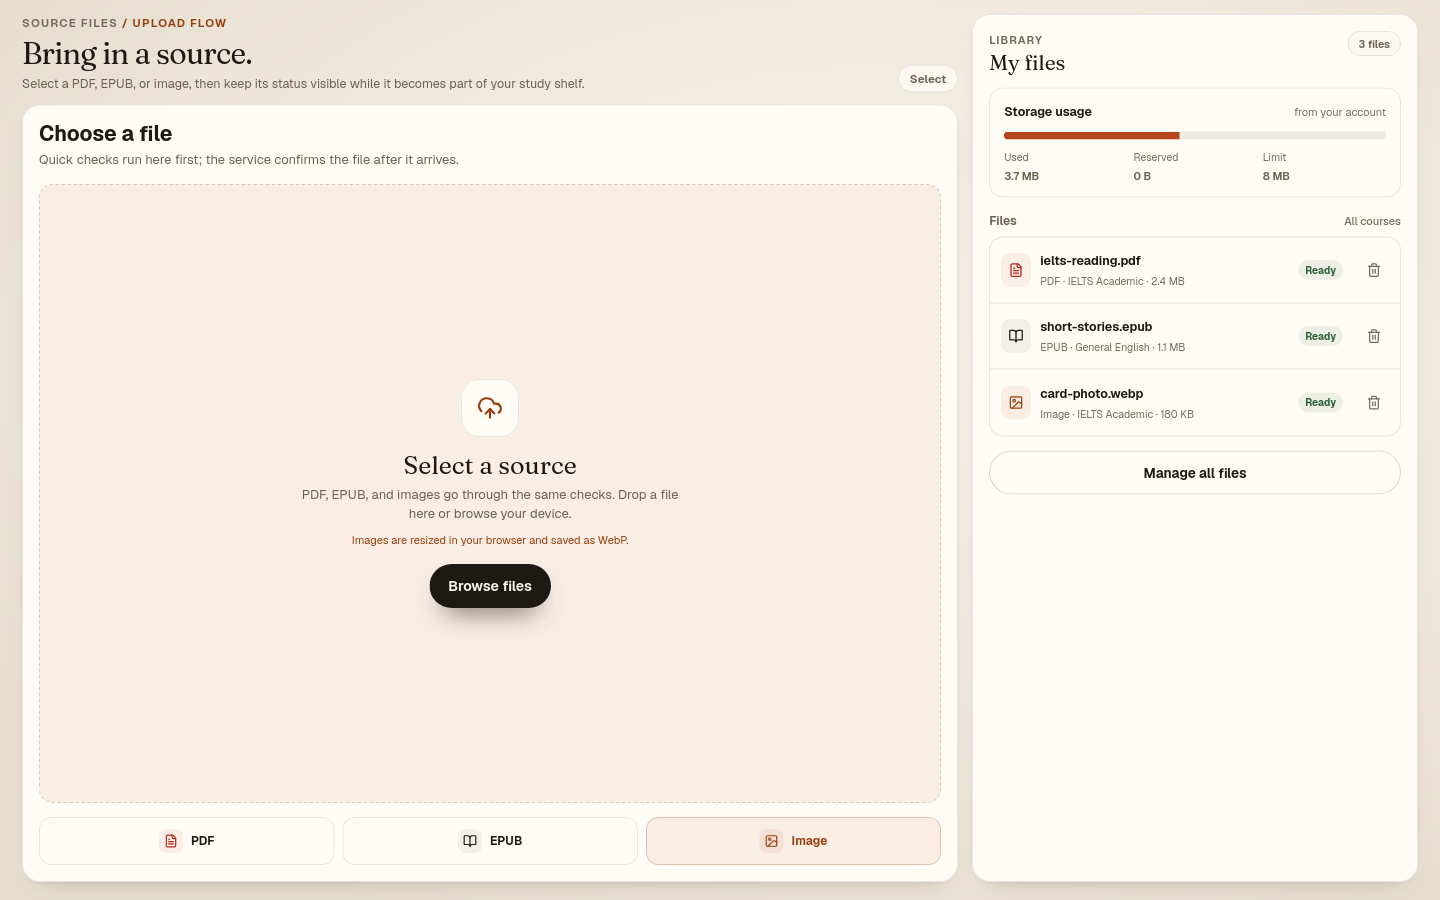 SOURCE FILES / UPLOAD FLOW
Bring in a source.
Select a PDF, EPUB, or image, then keep its status visible while it becomes part of your study shelf.
Select
Choose a file
Quick checks run here first; the service confirms the file after it arrives.
Select a source
PDF, EPUB, and images go through the same checks. Drop a file
here or browse your device.
Images are resized in your browser and saved as WebP.
Browse files
PDF
EPUB
Image
LIBRARY
My files
3 files
Storage usage
from your account
Used
Reserved
Limit
3.7 MB
0 B
8 MB
Files
All courses
ielts-reading.pdf
PDF · IELTS Academic · 2.4 MB
Ready
short-stories.epub
EPUB · General English · 1.1 MB
Ready
card-photo.webp
Image · IELTS Academic · 180 KB
Ready
Manage all files